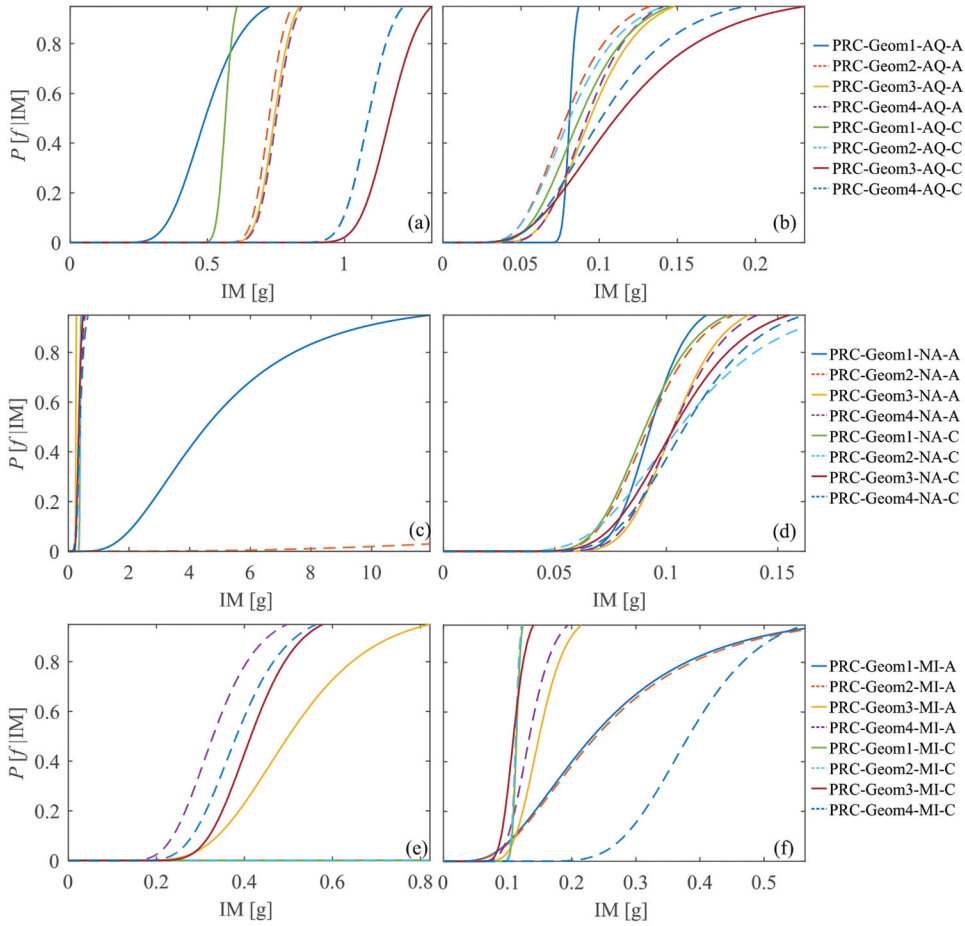 0.8
0.6
0.4
0.2
0
P [f |IM]
(a)
0
0.5
1
IM [g]
(b)
0.05
0.1
0.15
0.2
IM [g]
PRC-Geom1-AQ-A
PRC-Geom2-AQ-A
PRC-Geom3-AQ-A
PRC-Geom4-AQ-A
PRC-Geom1-AQ-C
PRC-Geom2-AQ-C
PRC-Geom3-AQ-C
PRC-Geom4-AQ-C
0.8
0.6
0.4
0.2
0
P [f |IM]
(c)
0
2
4
6
8
10
IM [g]
(d)
0.05
0.1
0.15
IM [g]
PRC-Geom1-NA-A
PRC-Geom2-NA-A
PRC-Geom3-NA-A
PRC-Geom4-NA-A
PRC-Geom1-NA-C
PRC-Geom2-NA-C
PRC-Geom3-NA-C
PRC-Geom4-NA-C
0.8
0.6
0.4
0.2
0
P [f |IM]
(e)
0
0.2
0.4
0.6
0.8
IM [g]
(f)
0.1
0.2
0.3
0.4
0.5
IM [g]
PRC-Geom1-MI-A
PRC-Geom2-MI-A
PRC-Geom3-MI-A
PRC-Geom4-MI-A
PRC-Geom1-MI-C
PRC-Geom2-MI-C
PRC-Geom3-MI-C
PRC-Geom4-MI-C